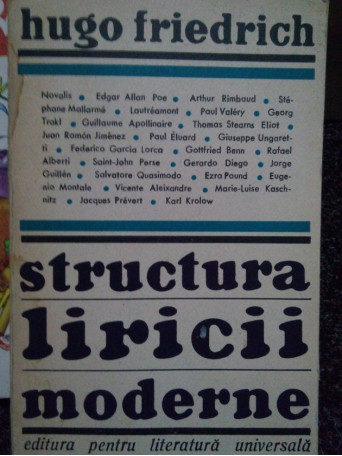 hugo friedrich
Novalis • Edgar Allan Poe • Arthur Rimbaud • Sté-
phane Mallarmé • Lautréamont • Paul Valéry • Georg
Trakl • Guillaume Apollinaire • Thomas Stearns Eliot •
Juan Ramón Jiménez • Paul Éluard • Giuseppe Ungaret-
ti • Federico García Lorca • Gottfried Benn • Rafael
Alberti • Saint-John Perse • Gerardo Diego • Jorge
Guillén • Salvatore Quasimodo • Ezra Pound • Euge-
nio Montale • Vicente Aleixandre • Marie-Luise Kasch-
nitz • Jacques Prévert • Karl Krolow
structura
liricii
moderne
editura pentru literatură universală